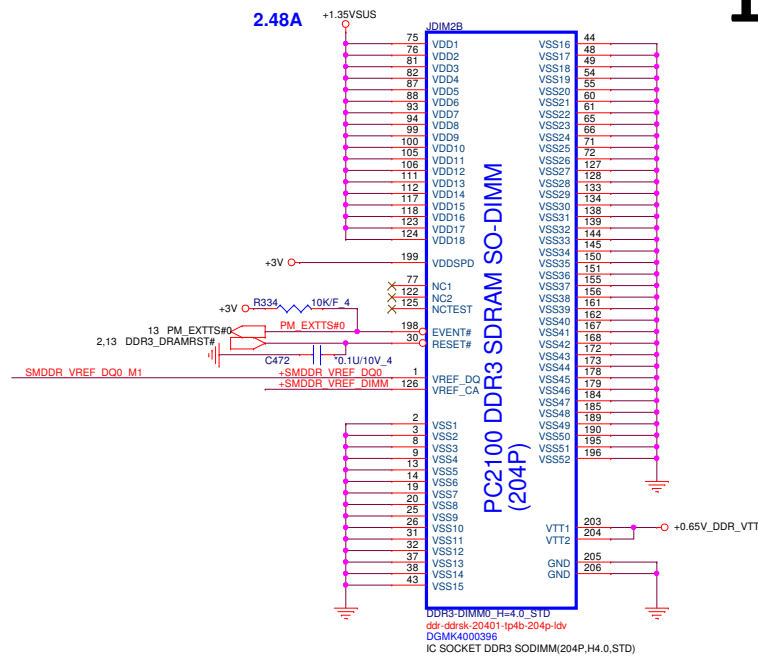 2.48A
+1.35VSUS
JDIM2B
75 VDD1
76 VDD2
81 VDD3
82 VDD4
87 VDD5
88 VDD6
93 VDD7
94 VDD8
99 VDD9
100 VDD10
105 VDD11
106 VDD12
111 VDD13
112 VDD14
117 VDD15
118 VDD16
123 VDD17
124 VDD18
+3V 199 VDDSPD
77 NC1
122 NC2
125 NCTEST
+3V R334 10K/F_4
13 PM_EXTTS#0 PM_EXTTS#0 198 EVENT#
2,13 DDR3_DRAMRST# 30 RESET#
C472 *0.1U/10V_4
SMDDR_VREF_DQ0_M1 +SMDDR_VREF_DQ0 1 VREF_DQ
+SMDDR_VREF_DIMM 126 VREF_CA
2 VSS1
3 VSS2
8 VSS3
9 VSS4
13 VSS5
14 VSS6
19 VSS7
20 VSS8
25 VSS9
26 VSS10
31 VSS11
32 VSS12
37 VSS13
38 VSS14
43 VSS15
PC2100 DDR3 SDRAM SO-DIMM
(204P)
VSS16 44
VSS17 48
VSS18 49
VSS19 54
VSS20 55
VSS21 60
VSS22 61
VSS23 65
VSS24 66
VSS25 71
VSS26 72
VSS27 127
VSS28 128
VSS29 133
VSS30 134
VSS31 138
VSS32 139
VSS33 144
VSS34 145
VSS35 150
VSS36 151
VSS37 155
VSS38 156
VSS39 161
VSS40 162
VSS41 167
VSS42 168
VSS43 172
VSS44 173
VSS45 178
VSS46 179
VSS47 184
VSS48 185
VSS49 189
VSS50 190
VSS51 195
VSS52 196
VTT1 203 +0.65V_DDR_VTT
VTT2 204
GND 205
GND 206
DDR3-DIMM0_H=4.0_STD
ddr-ddrsk-20401-tp4b-204p-ldv
DGMK4000396
IC SOCKET DDR3 SODIMM(204P,H4.0,STD)